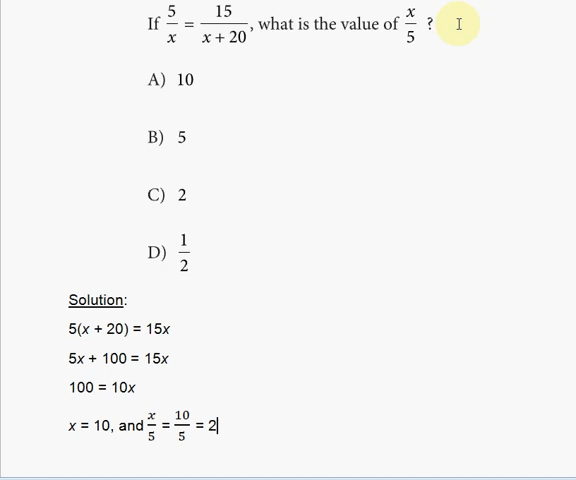 If 5/x = 15/(x + 20), what is the value of x/5 ?
A) 10
B) 5
C) 2
D) 1/2
Solution:
5(x + 20) = 15x
5x + 100 = 15x
100 = 10x
x = 10, and x/5 = 10/5 = 2